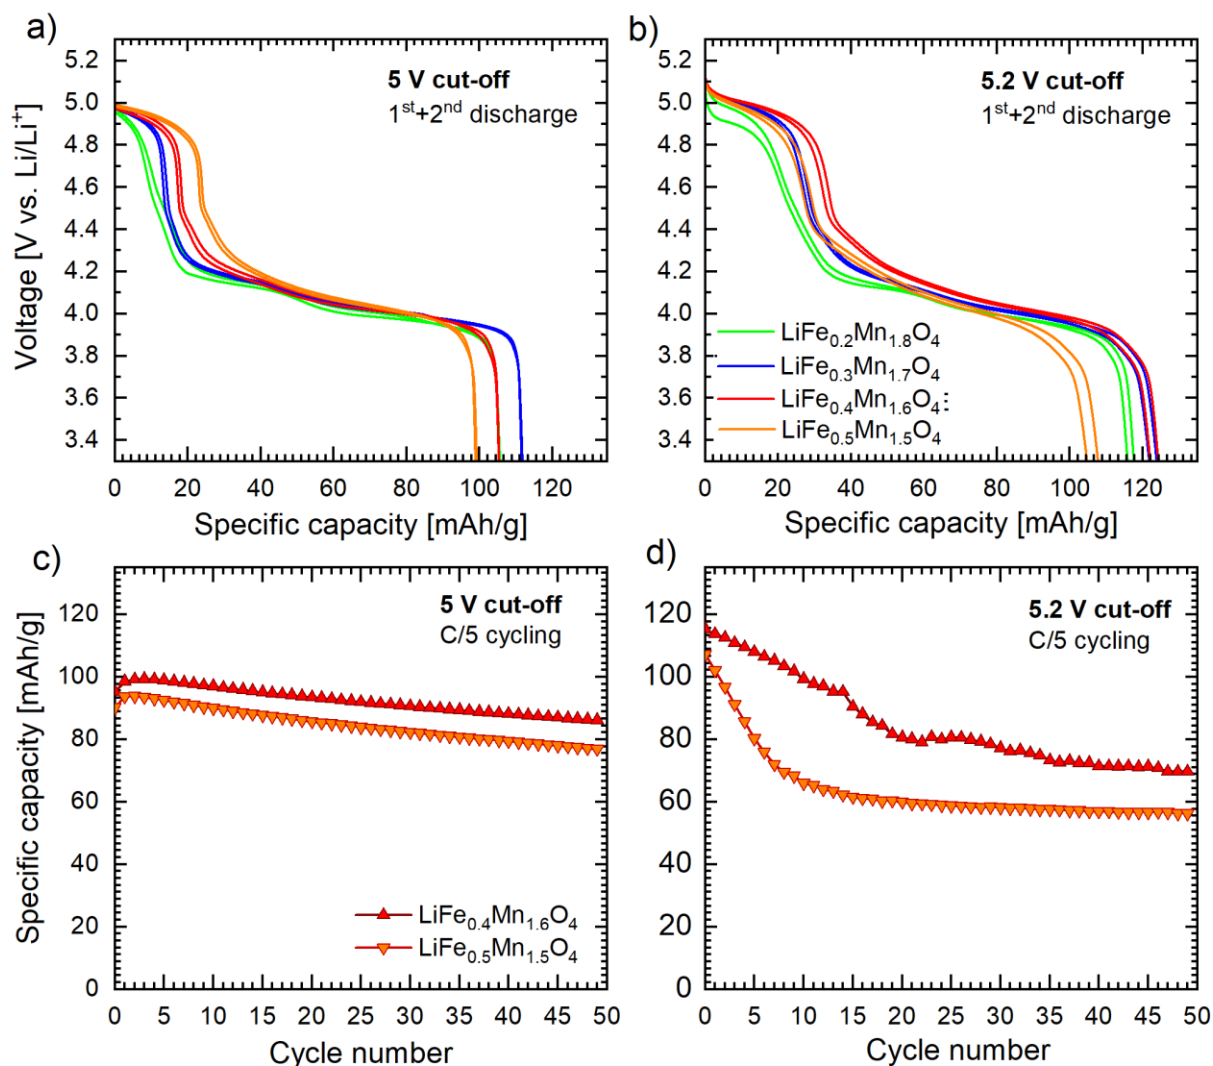 a)
5 V cut-off
1st+2nd discharge
Voltage [V vs. Li/Li+]
5.2
5.0
4.8
4.6
4.4
4.2
4.0
3.8
3.6
3.4
0 20 40 60 80 100 120
Specific capacity [mAh/g]
b)
5.2 V cut-off
1st+2nd discharge
5.2
5.0
4.8
4.6
4.4
4.2
4.0
3.8
3.6
3.4
LiFe0.2Mn1.8O4
LiFe0.3Mn1.7O4
LiFe0.4Mn1.6O4
LiFe0.5Mn1.5O4
0 20 40 60 80 100 120
Specific capacity [mAh/g]
c)
5 V cut-off
C/5 cycling
Specific capacity [mAh/g]
120
100
80
60
40
20
0
LiFe0.4Mn1.6O4
LiFe0.5Mn1.5O4
0 5 10 15 20 25 30 35 40 45 50
Cycle number
d)
5.2 V cut-off
C/5 cycling
120
100
80
60
40
20
0
0 5 10 15 20 25 30 35 40 45 50
Cycle number